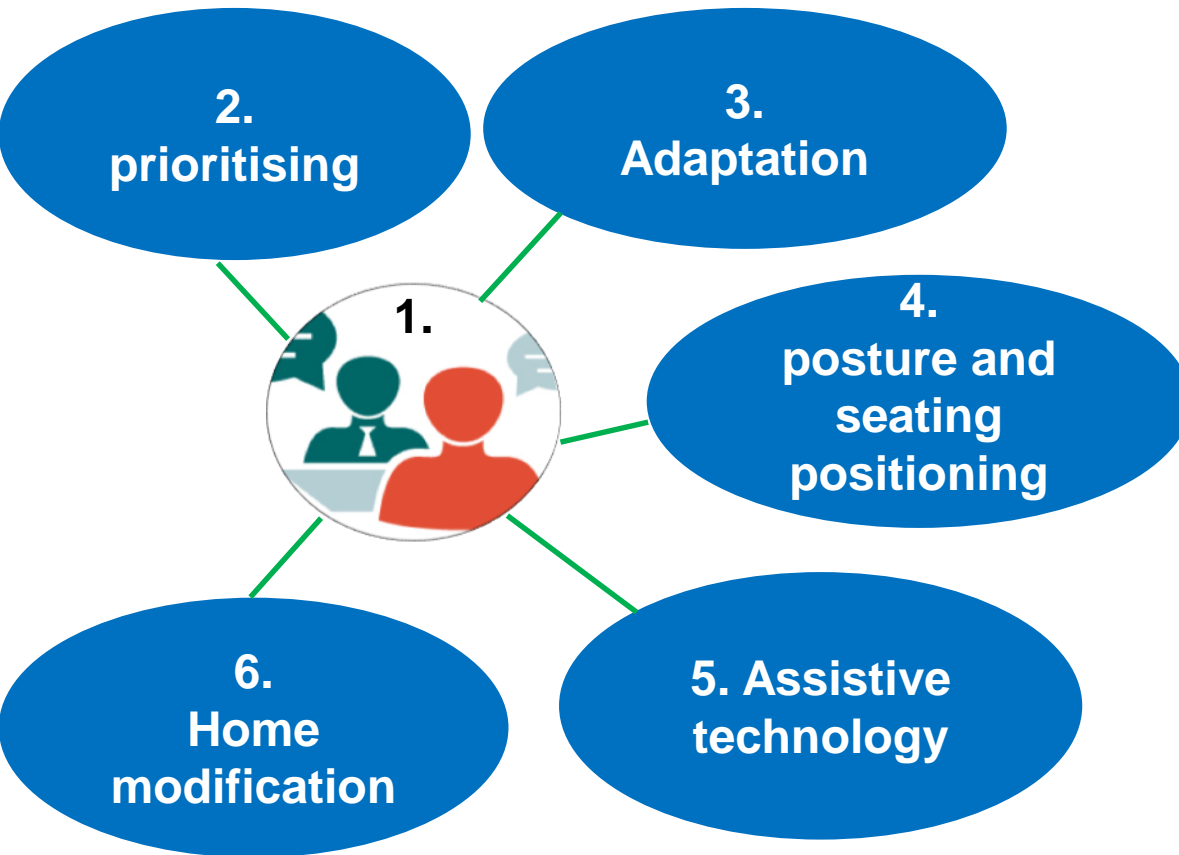 2.
prioritising
3.
Adaptation
1.
4.
posture and
seating
positioning
5. Assistive
technology
6.
Home
modification